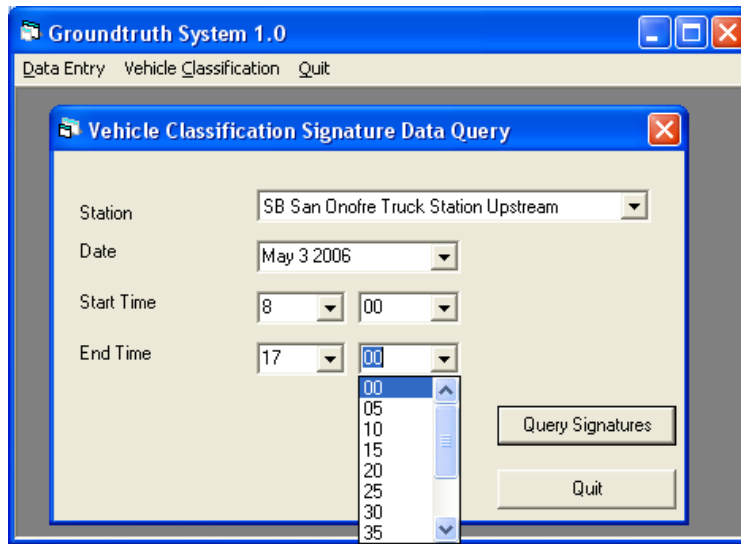 Groundtruth System 1.0
Data Entry Vehicle Classification Quit
Vehicle Classification Signature Data Query
Station SB San Onofre Truck Station Upstream
Date May 3 2006
Start Time 8 00
End Time 17 00
00
05
10
15
20
25
30
35
Query Signatures
Quit